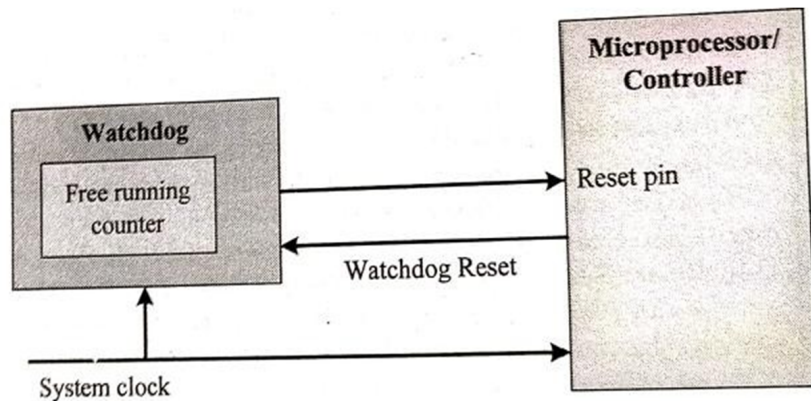 Microprocessor/
Controller
Watchdog
Free running
counter
Reset pin
Watchdog Reset
System clock